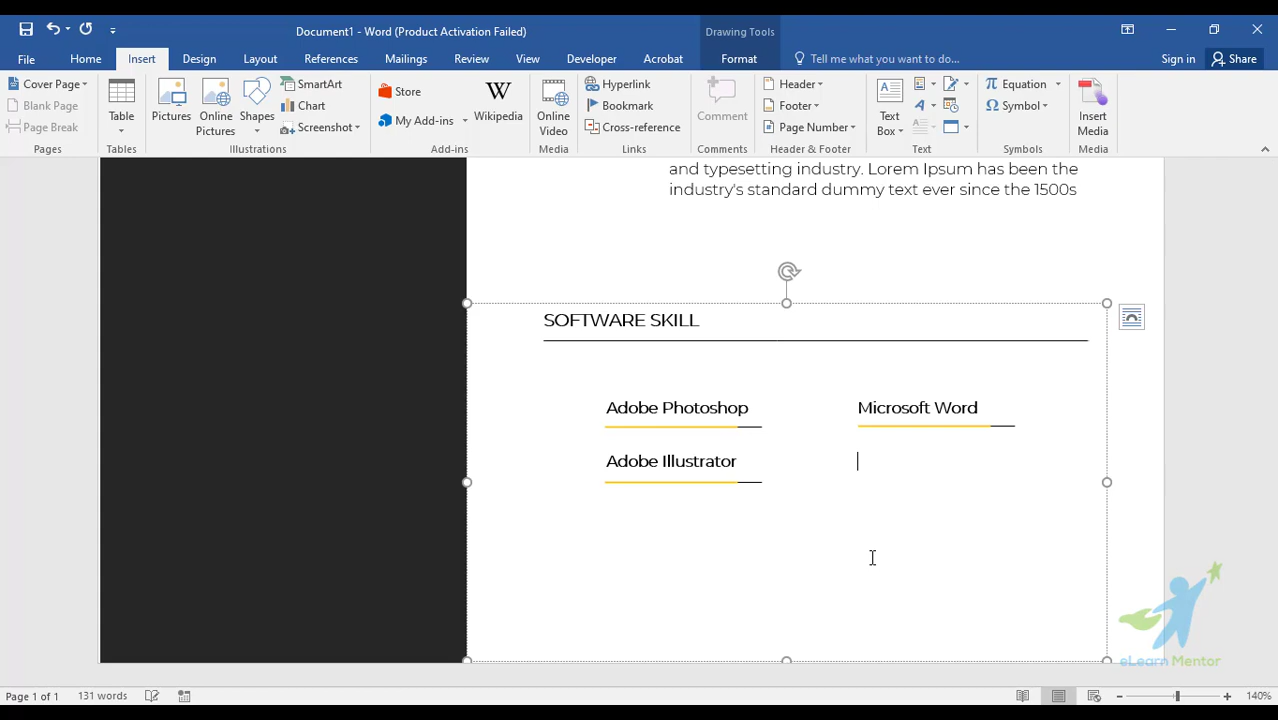 Document1 - Word (Product Activation Failed)
Drawing Tools
File
Home
Insert
Design
Layout
References
Mailings
Review
View
Developer
Acrobat
Format
Tell me what you want to do...
Sign in
Share
Cover Page
Blank Page
Page Break
Pages
Table
Tables
Pictures
Online
Pictures
Shapes
SmartArt
Chart
Screenshot
Illustrations
Store
My Add-ins
Wikipedia
Add-ins
Online
Video
Media
Hyperlink
Bookmark
Cross-reference
Links
Comment
Comments
Header
Footer
Page Number
Header & Footer
Text
Box
Text
Equation
Symbol
Symbols
Insert
Media
Media
and typesetting industry. Lorem Ipsum has been the
industry's standard dummy text ever since the 1500s
SOFTWARE SKILL
Adobe Photoshop
Microsoft Word
Adobe Illustrator
eLearn Mentor
Page 1 of 1
131 words
140%